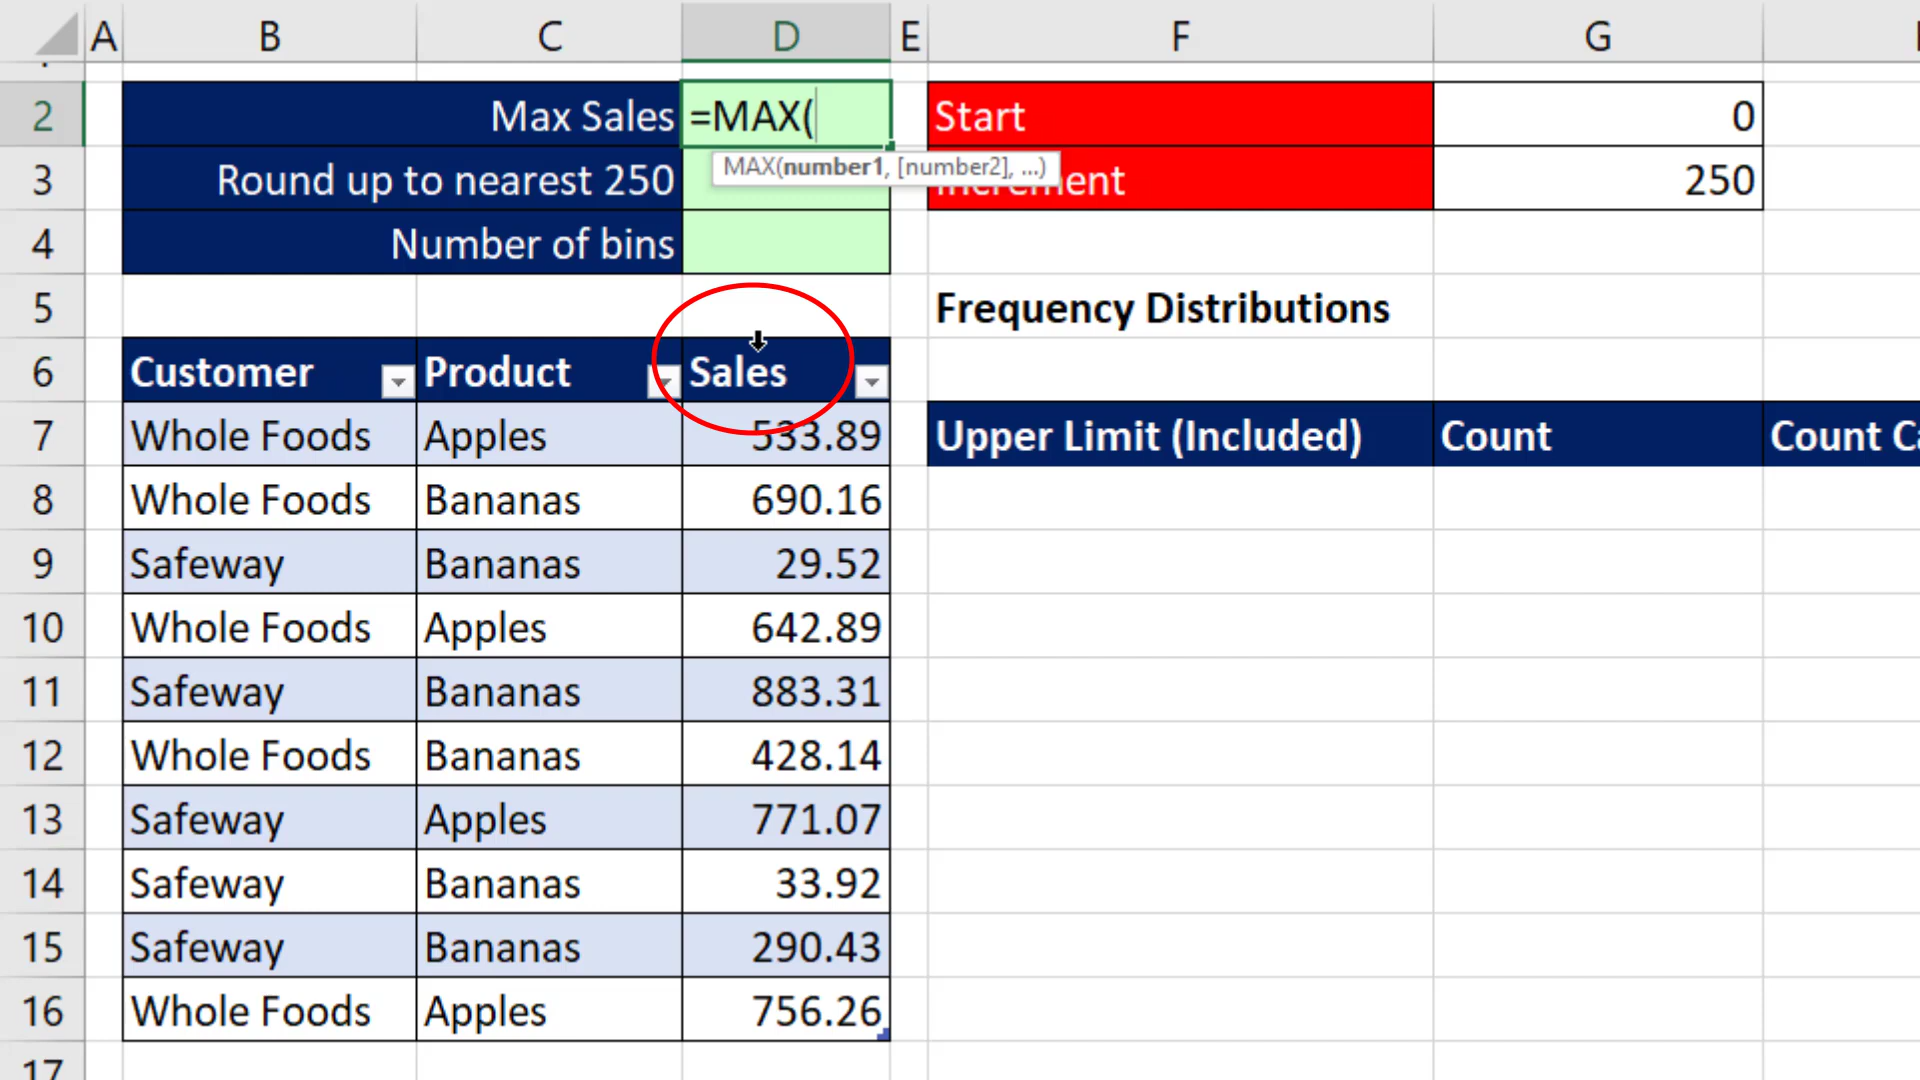 A B C D E F G
2 Max Sales =MAX( Start 0
MAX(number1, [number2], ...)
3 Round up to nearest 250 250
4 Number of bins
5 Frequency Distributions
6 Customer Product Sales
7 Whole Foods Apples 533.89 Upper Limit (Included) Count Count
8 Whole Foods Bananas 690.16
9 Safeway Bananas 29.52
10 Whole Foods Apples 642.89
11 Safeway Bananas 883.31
12 Whole Foods Bananas 428.14
13 Safeway Apples 771.07
14 Safeway Bananas 33.92
15 Safeway Bananas 290.43
16 Whole Foods Apples 756.26
17